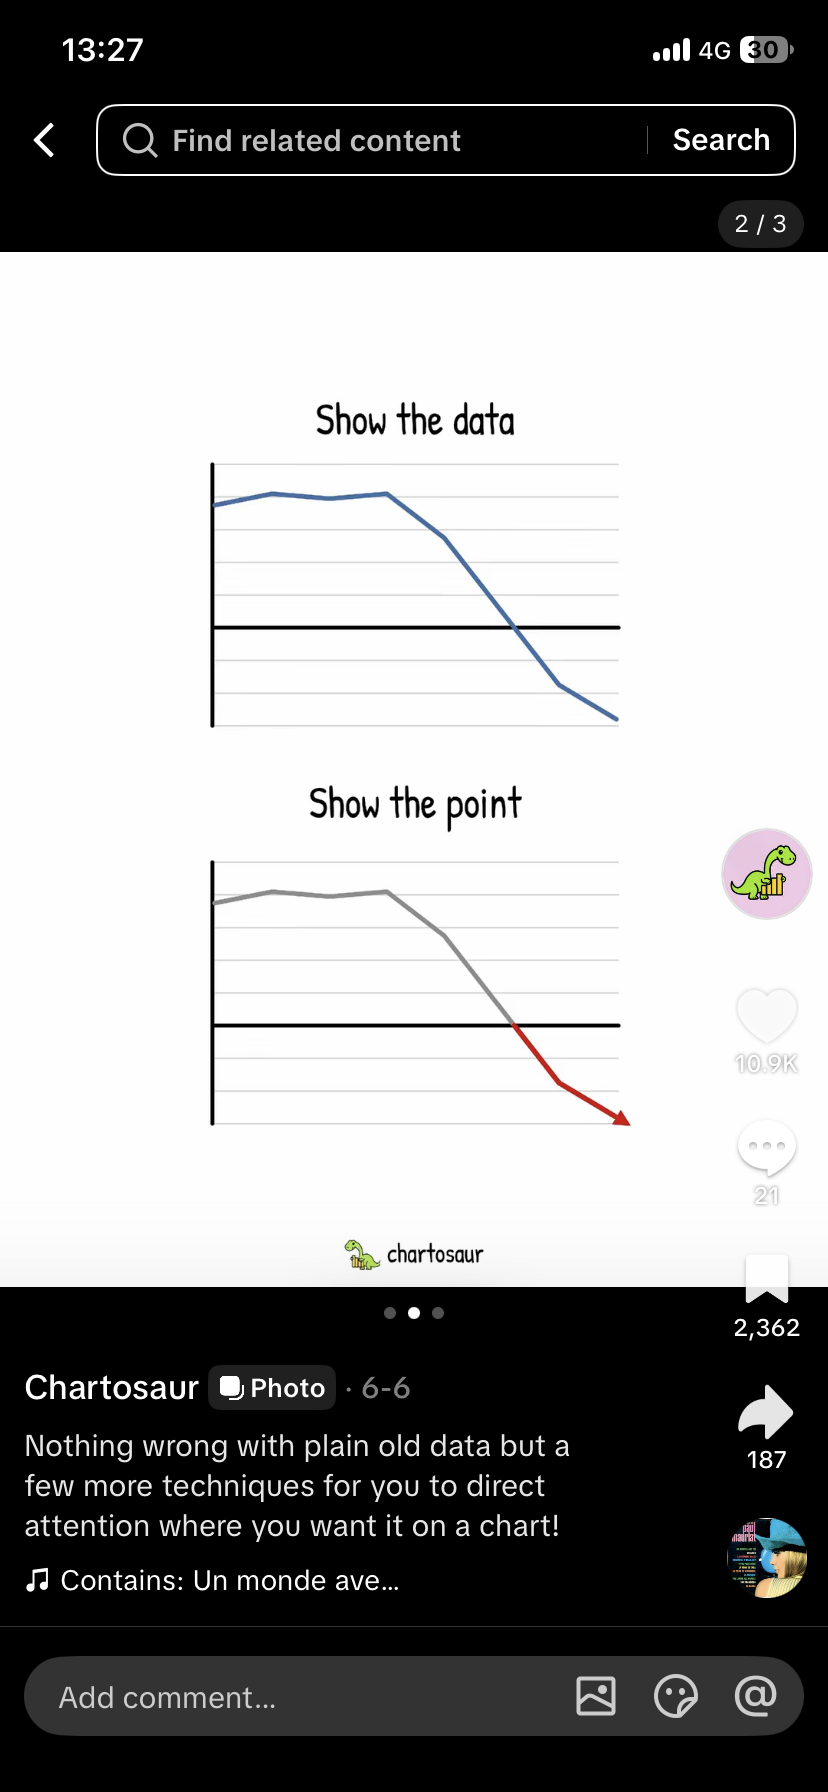 13:27
4G 30
Find related content
Search
2 / 3
Show the data
Show the point
10.9K
21
chartosaur
2,362
Chartosaur Photo · 6-6
Nothing wrong with plain old data but a
few more techniques for you to direct
attention where you want it on a chart!
187
Contains: Un monde ave...
Add comment...